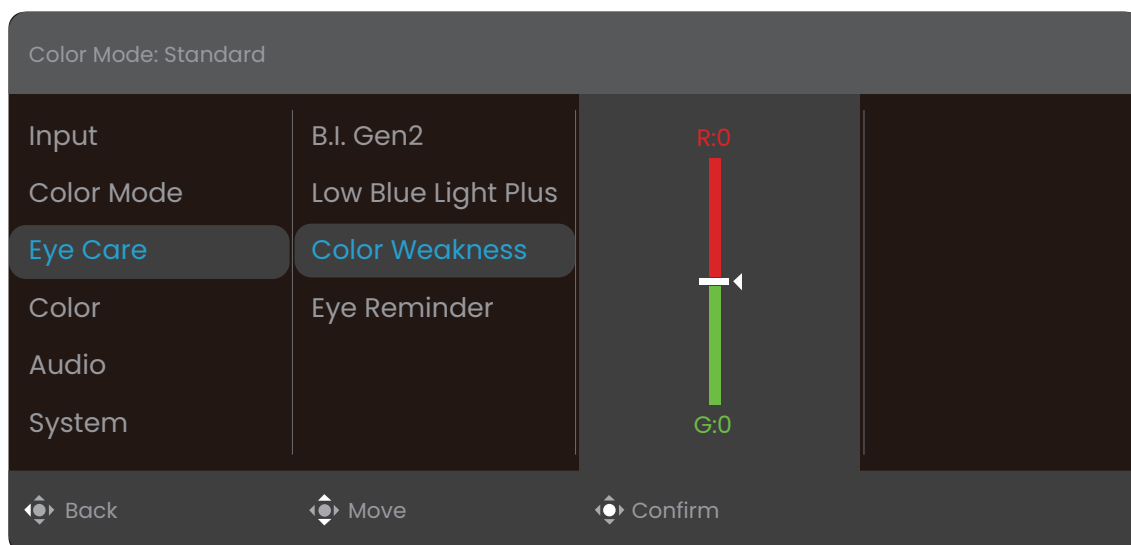 Color Mode: Standard
Input
Color Mode
Eye Care
Color
Audio
System
B.I. Gen2
Low Blue Light Plus
Color Weakness
Eye Reminder
R:0
G:0
Back
Move
Confirm